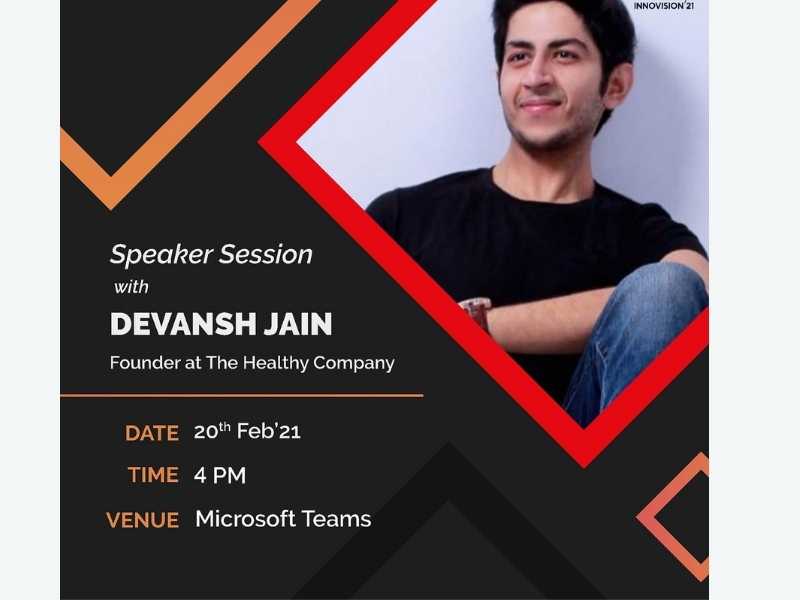 INNOVISION'21
Speaker Session
with
DEVANSH JAIN
Founder at The Healthy Company
DATE 20th Feb'21
TIME 4 PM
VENUE Microsoft Teams